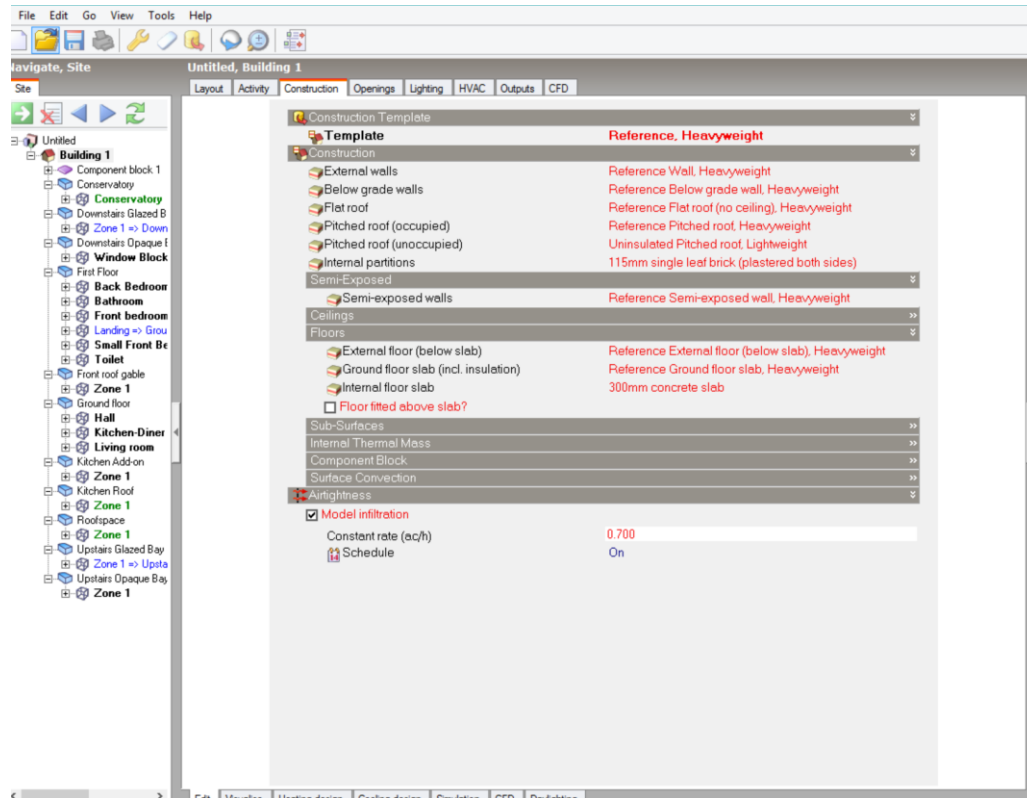 File Edit Go View Tools Help
Navigate, Site
Untitled, Building 1
Site
Layout Activity Construction Openings Lighting HVAC Outputs CFD
Untitled
Building 1
Component block 1
Conservatory
Conservatory
Downstairs Glazed B
Zone 1 => Down
Downstairs Opaque E
Window Block
First Floor
Back Bedroom
Bathroom
Front bedroom
Landing => Grou
Small Front Be
Toilet
Front roof gable
Zone 1
Ground floor
Hall
Kitchen-Diner
Living room
Kitchen Add-on
Zone 1
Kitchen Roof
Zone 1
Roofspace
Zone 1
Upstairs Glazed Bay
Zone 1 => Upsta
Upstairs Opaque Bay
Zone 1
Construction Template
Template Reference, Heavyweight
Construction
External walls Reference Wall, Heavyweight
Below grade walls Reference Below grade wall, Heavyweight
Flat roof Reference Flat roof (no ceiling), Heavyweight
Pitched roof (occupied) Reference Pitched roof, Heavyweight
Pitched roof (unoccupied) Uninsulated Pitched roof, Lightweight
Internal partitions 115mm single leaf brick (plastered both sides)
Semi-Exposed
Semi-exposed walls Reference Semi-exposed wall, Heavyweight
Ceilings
Floors
External floor (below slab) Reference External floor (below slab), Heavyweight
Ground floor slab (incl. insulation) Reference Ground floor slab, Heavyweight
Internal floor slab 300mm concrete slab
Floor fitted above slab?
Sub-Surfaces
Internal Thermal Mass
Component Block
Surface Convection
Airtightness
Model infiltration
Constant rate (ac/h) 0.700
Schedule On
Edit Visualise Heating design Cooling design Simulation CFD Daylighting